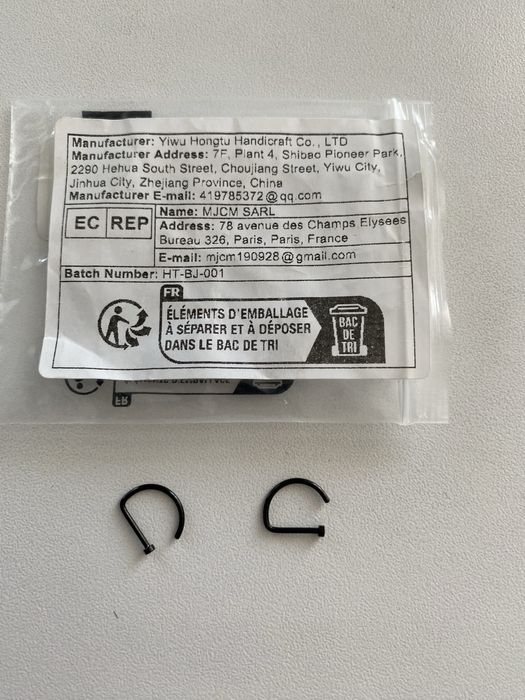 Manufacturer: Yiwu Hongtu Handicraft Co., LTD
Manufacturer Address: 7F, Plant 4, Shibao Pioneer Park,
2290 Hehua South Street, Choujiang Street, Yiwu City,
Jinhua City, Zhejiang Province, China
Manufacturer E-mail: 419785372@qq.com
EC REP
Name: MJCM SARL
Address: 78 avenue des Champs Elysees
Bureau 326, Paris, Paris, France
E-mail: mjcm190928@gmail.com
Batch Number: HT-BJ-001
FR
ÉLÉMENTS D'EMBALLAGE
À SÉPARER ET À DÉPOSER
DANS LE BAC DE TRI
BAC
DE
TRI
FR